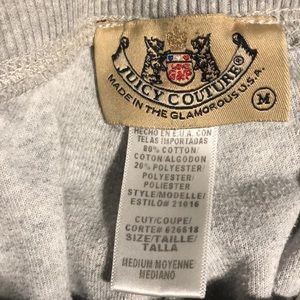 JUICY COUTURE
MADE IN THE GLAMOROUS U.S.A.
M
HECHO EN E.U.A. CON
TELAS IMPORTADAS
80% COTTON/
COTON/ALGODON
20% POLYESTER/
POLYESTER/
POLIESTER
STYLE/MODELLE/
ESTILO# 21016
CUT/COUPE/
CORTE# 626818
SIZE/TAILLE/
TALLA
MEDIUM MOYENNE
MEDIANO